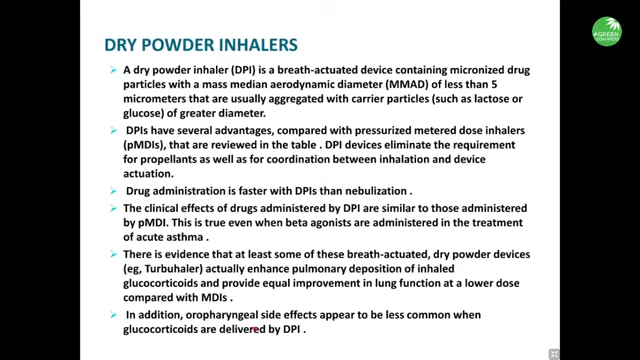 #GREEN
CONGRESS
DRY POWDER INHALERS
A dry powder inhaler (DPI) is a breath-actuated device containing micronized drug
particles with a mass median aerodynamic diameter (MMAD) of less than 5
micrometers that are usually aggregated with carrier particles (such as lactose or
glucose) of greater diameter.
DPIs have several advantages, compared with pressurized metered dose inhalers
(pMDIs), that are reviewed in the table . DPI devices eliminate the requirement
for propellants as well as for coordination between inhalation and device
actuation.
Drug administration is faster with DPIs than nebulization .
The clinical effects of drugs administered by DPI are similar to those administered
by pMDI. This is true even when beta agonists are administered in the treatment
of acute asthma .
There is evidence that at least some of these breath-actuated, dry powder devices
(eg, Turbuhaler) actually enhance pulmonary deposition of inhaled
glucocorticoids and provide equal improvement in lung function at a lower dose
compared with MDIs .
In addition, oropharyngeal side effects appear to be less common when
glucocorticoids are delivered by DPI .